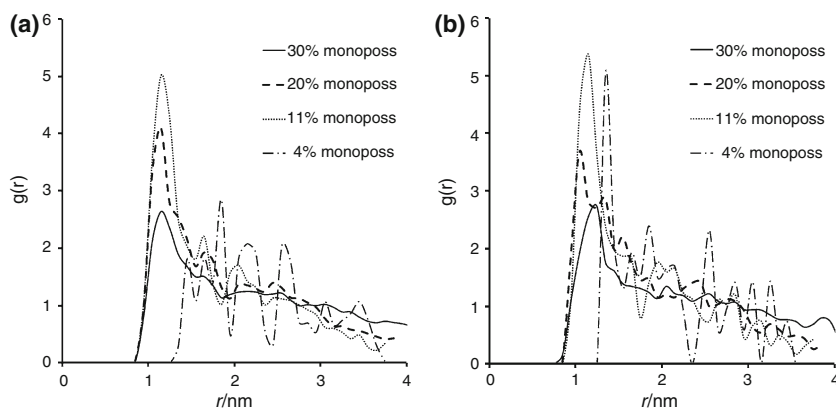 (a)
6
5
4
3
2
1
0
g(r)
30% monoposs
20% monoposs
11% monoposs
4% monoposs
0 1 2 3 4
r/nm
(b)
6
5
4
3
2
1
0
g(r)
30% monoposs
20% monoposs
11% monoposs
4% monoposs
0 1 2 3 4
r/nm